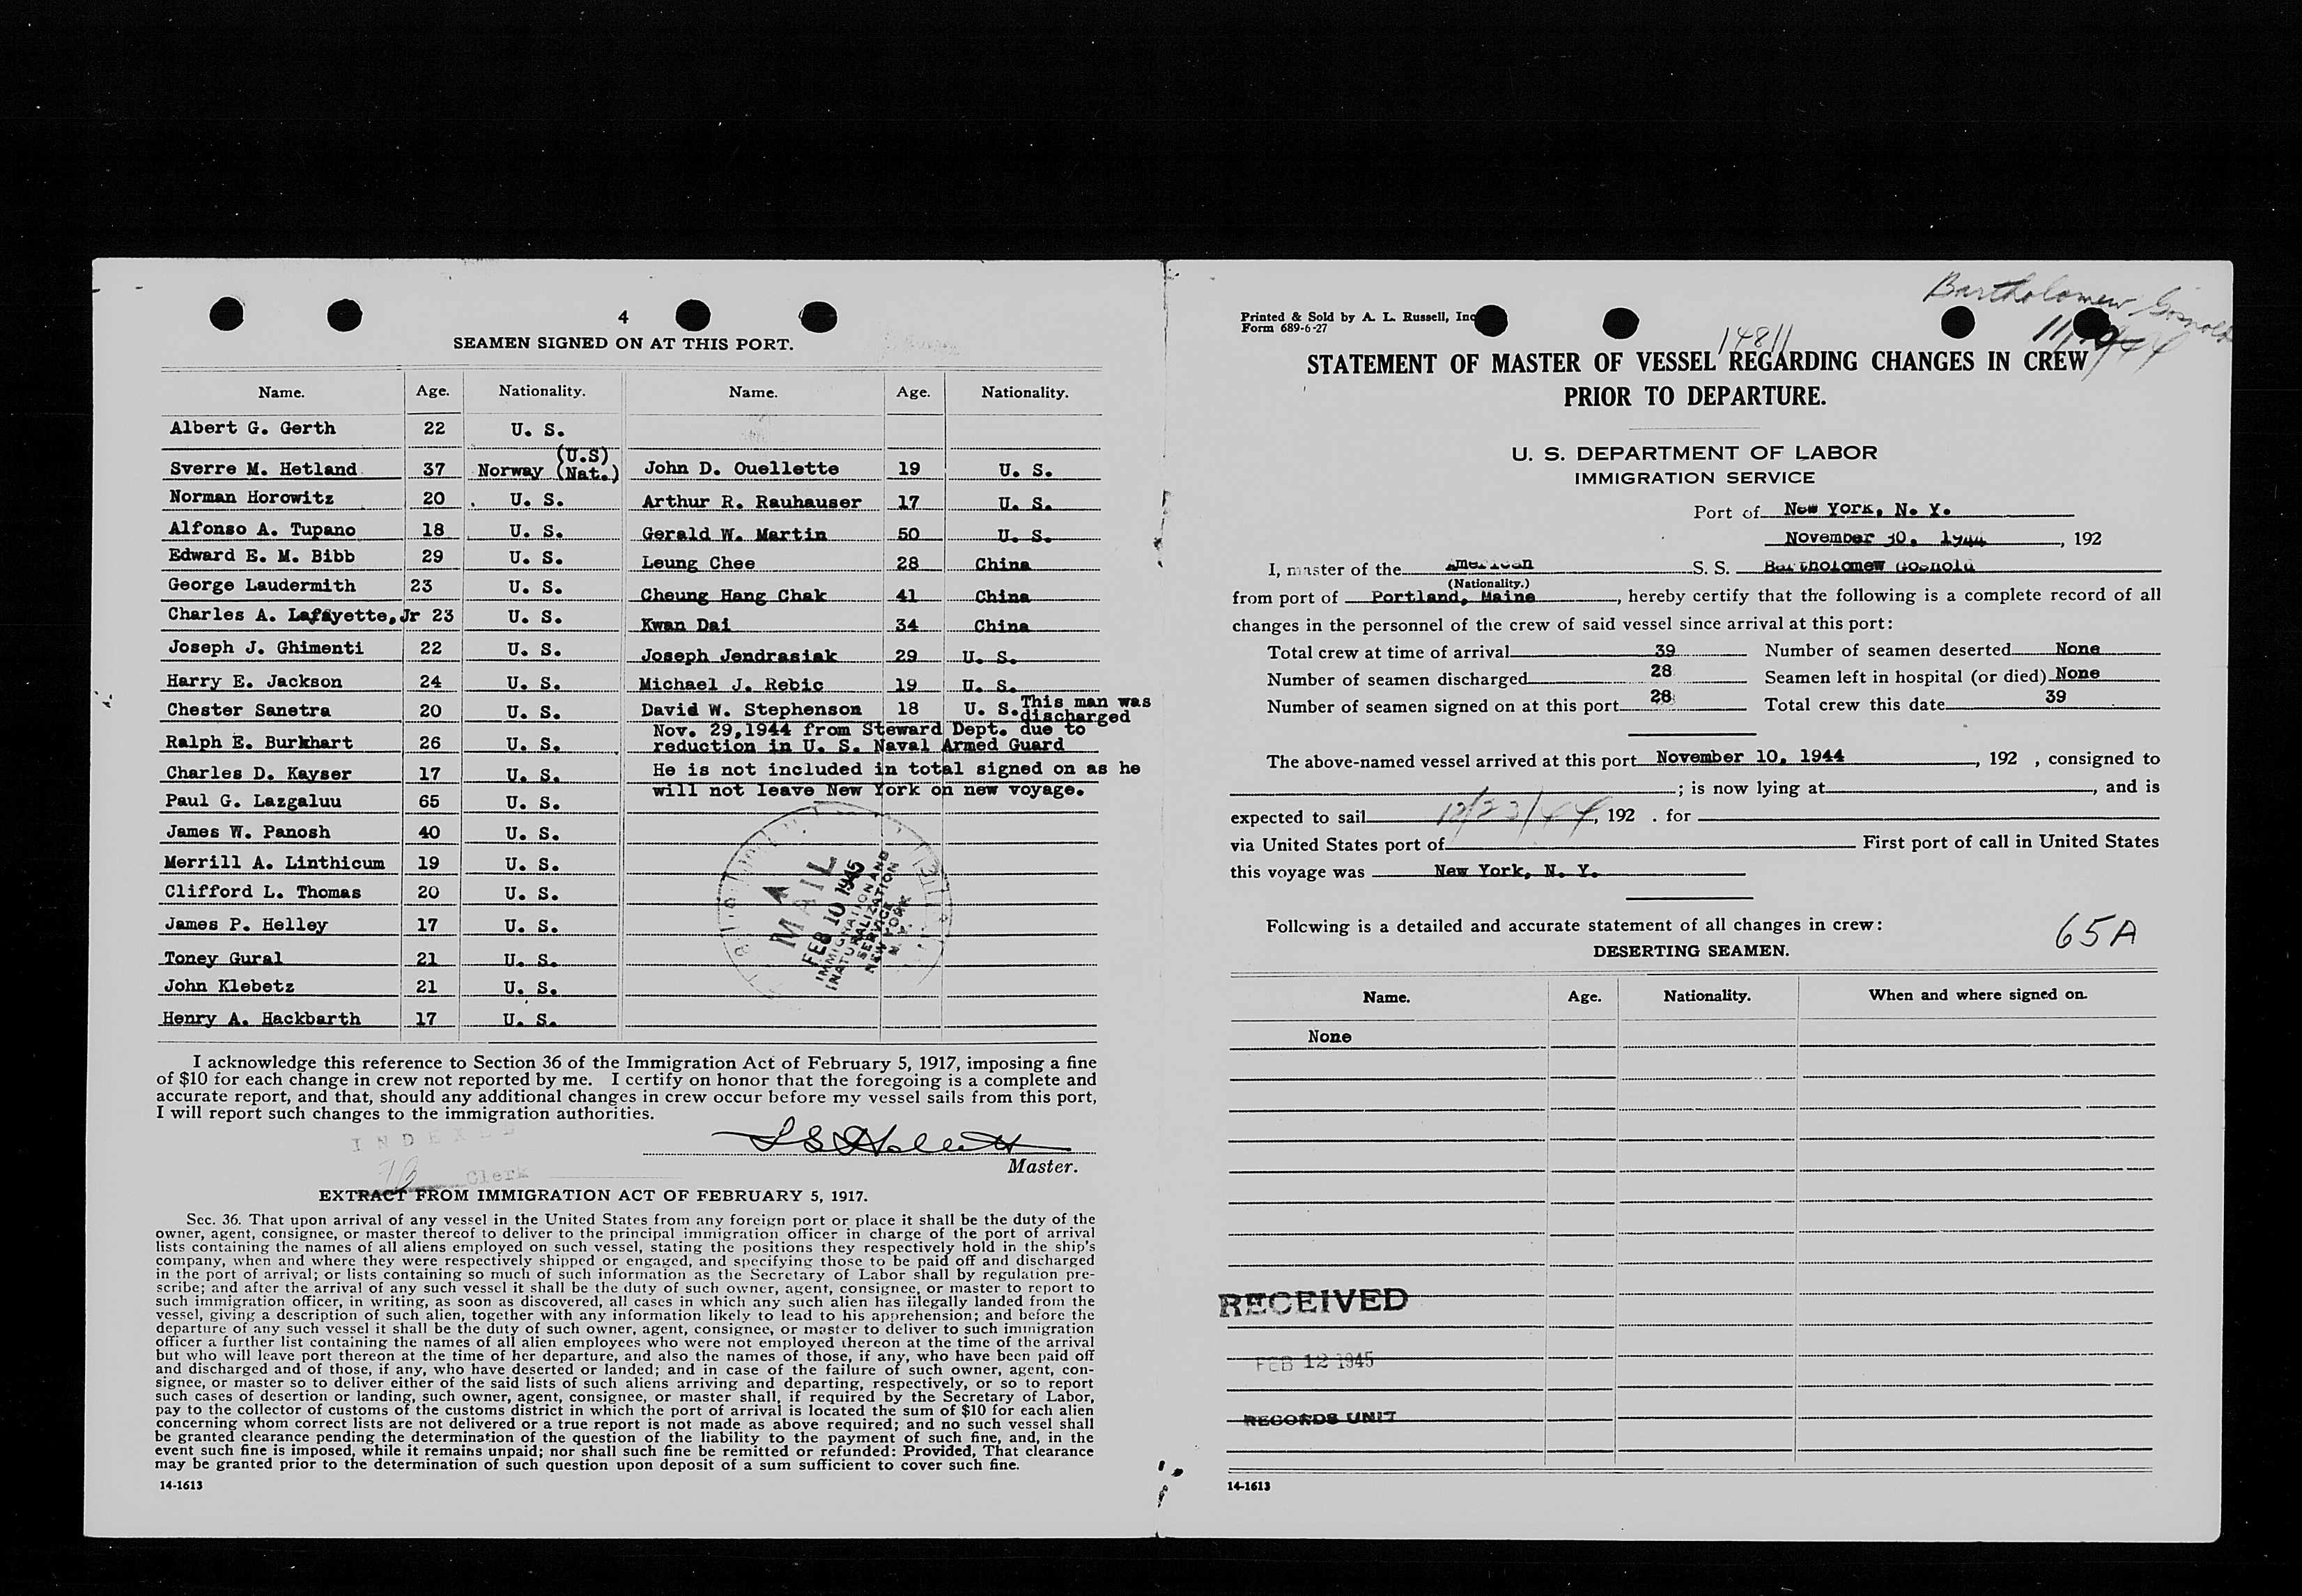 4
SEAMEN SIGNED ON AT THIS PORT.
Name. Age. Nationality. Name. Age. Nationality.
Albert G. Gerth 22 U. S.
Sverre M. Hetland 37 Norway (U.S) (Nat.) John D. Ouellette 19 U. S.
Norman Horowitz 20 U. S. Arthur R. Rauhauser 17 U. S.
Alfonso A. Tupano 18 U. S. Gerald W. Martin 50 U. S.
Edward E. M. Bibb 29 U. S. Leung Chee 28 China
George Laudermith 23 U. S. Cheung Hang Chak 41 China
Charles A. Lafayette, Jr 23 U. S. Kwan Dai 34 China
Joseph J. Ghimenti 22 U. S. Joseph Jendrasiak 29 U. S.
Harry E. Jackson 24 U. S. Michael J. Rebic 19 U. S.
Chester Sanetra 20 U. S. David W. Stephenson 18 U. S. This man was discharged
Nov. 29,1944 from Steward Dept. due to
Ralph E. Burkhart 26 U. S. reduction in U. S. Naval Armed Guard
Charles D. Kayser 17 U. S. He is not included in total signed on as he
will not leave New York on new voyage.
Paul G. Lazgaluu 65 U. S.
James W. Panosh 40 U. S.
Merrill A. Linthicum 19 U. S.
Clifford L. Thomas 20 U. S.
James P. Helley 17 U. S.
Toney Gural 21 U. S.
John Klebetz 21 U. S.
Henry A. Hackbarth 17 U. S.
MAIL
FEB 10 1945
IMMIGRATION AND
NATURALIZATION
SERVICE
NEW YORK
N. Y.
I acknowledge this reference to Section 36 of the Immigration Act of February 5, 1917, imposing a fine
of $10 for each change in crew not reported by me. I certify on honor that the foregoing is a complete and
accurate report, and that, should any additional changes in crew occur before my vessel sails from this port,
I will report such changes to the immigration authorities.
INDEXED
Clerk
Master.
EXTRACT FROM IMMIGRATION ACT OF FEBRUARY 5, 1917.
Sec. 36. That upon arrival of any vessel in the United States from any foreign port or place it shall be the duty of the
owner, agent, consignee, or master thereof to deliver to the principal immigration officer in charge of the port of arrival
lists containing the names of all aliens employed on such vessel, stating the positions they respectively hold in the ship's
company, when and where they were respectively shipped or engaged, and specifying those to be paid off and discharged
in the port of arrival; or lists containing so much of such information as the Secretary of Labor shall by regulation pre-
scribe; and after the arrival of any such vessel it shall be the duty of such owner, agent, consignee, or master to report to
such immigration officer, in writing, as soon as discovered, all cases in which any such alien has illegally landed from the
vessel, giving a description of such alien, together with any information likely to lead to his apprehension; and before the
departure of any such vessel it shall be the duty of such owner, agent, consignee, or master to deliver to such immigration
officer a further list containing the names of all alien employees who were not employed thereon at the time of the arrival
but who will leave port thereon at the time of her departure, and also the names of those, if any, who have been paid off
and discharged and of those, if any, who have deserted or landed; and in case of the failure of such owner, agent, con-
signee, or master so to deliver either of the said lists of such aliens arriving and departing, respectively, or so to report
such cases of desertion or landing, such owner, agent, consignee, or master shall, if required by the Secretary of Labor,
pay to the collector of customs of the customs district in which the port of arrival is located the sum of $10 for each alien
concerning whom correct lists are not delivered or a true report is not made as above required; and no such vessel shall
be granted clearance pending the determination of the question of the liability to the payment of such fine, and, in the
event such fine is imposed, while it remains unpaid; nor shall such fine be remitted or refunded: Provided, That clearance
may be granted prior to the determination of such question upon deposit of a sum sufficient to cover such fine.
14-1613
Bartholomew Gosnold
Printed & Sold by A. L. Russell, Inc
Form 689-6-27
14811
STATEMENT OF MASTER OF VESSEL REGARDING CHANGES IN CREW
PRIOR TO DEPARTURE.
U. S. DEPARTMENT OF LABOR
IMMIGRATION SERVICE
Port of New York, N. Y.
November 30, 1944, 192
I, master of the American S. S. Bartholomew Gosnold
(Nationality.)
from port of Portland, Maine, hereby certify that the following is a complete record of all
changes in the personnel of the crew of said vessel since arrival at this port:
Total crew at time of arrival 39 Number of seamen deserted None
Number of seamen discharged 28 Seamen left in hospital (or died) None
Number of seamen signed on at this port 28 Total crew this date 39
The above-named vessel arrived at this port November 10, 1944, 192 , consigned to
; is now lying at , and is
expected to sail 12/23/44, 192 . for
via United States port of First port of call in United States
this voyage was New York, N. Y.
Following is a detailed and accurate statement of all changes in crew:
65A
DESERTING SEAMEN.
Name. Age. Nationality. When and where signed on.
None
RECEIVED
FEB 12 1945
RECORDS UNIT
14-1613